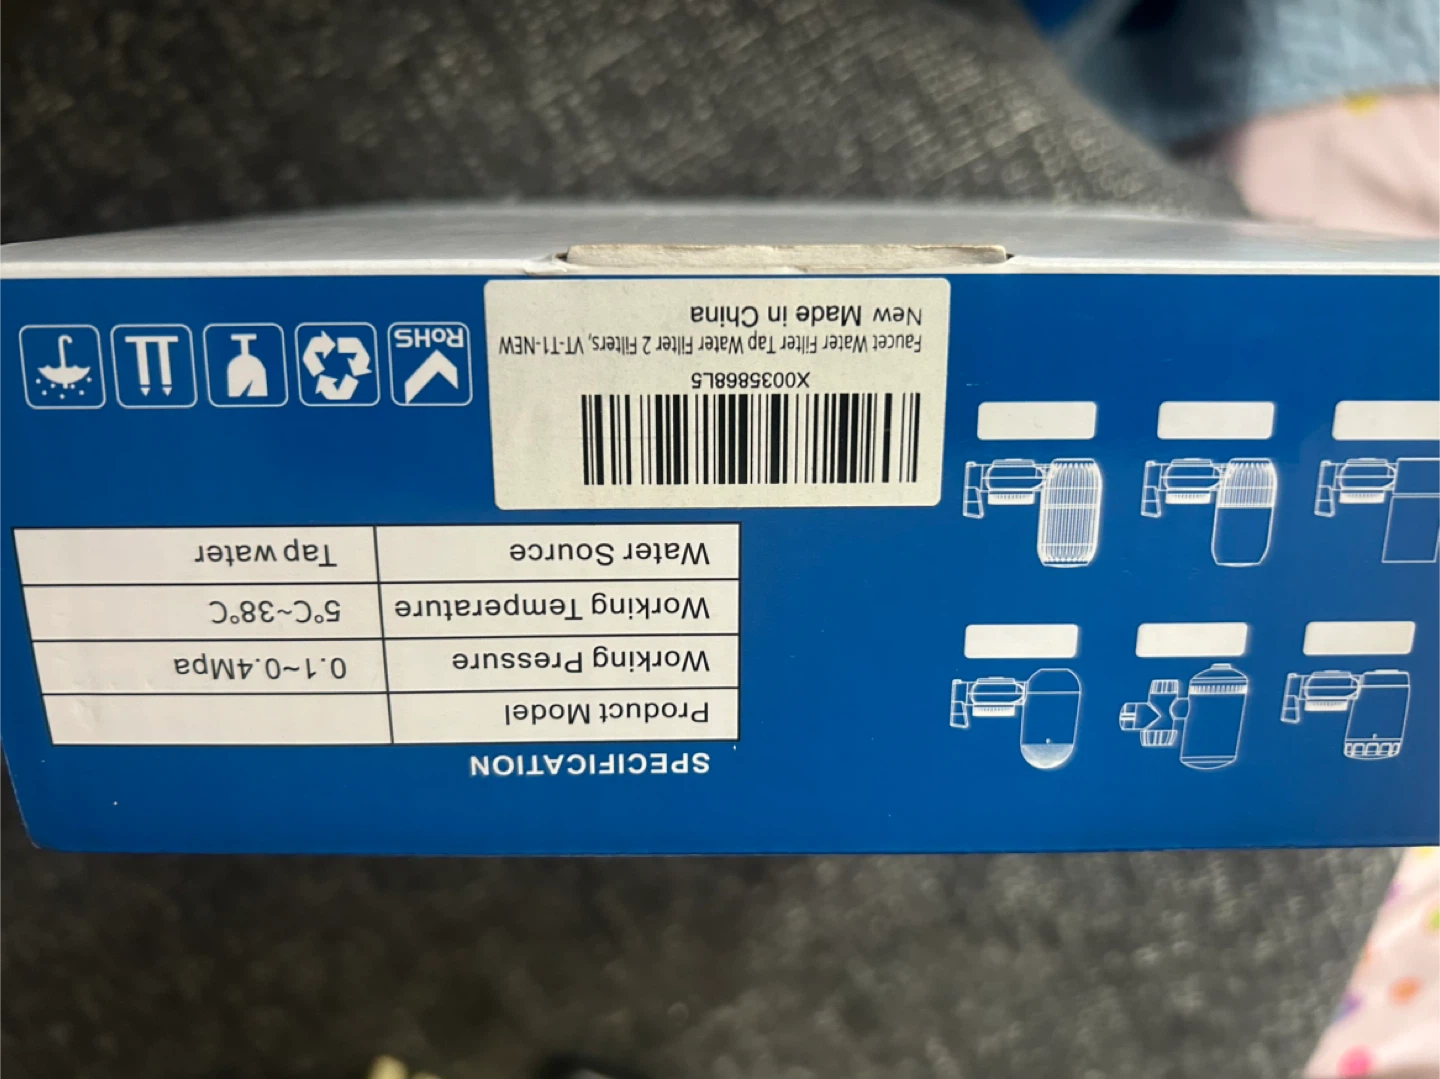 SPECIFICATION
Product Model
Working Pressure 0.1~0.4Mpa
Working Temperature 5°C~38°C
Water Source Tap water
X0035868L5
Faucet Water Filter Tap Water Filter 2 Filters, VT-T1-NEW
New Made in China
RoHS